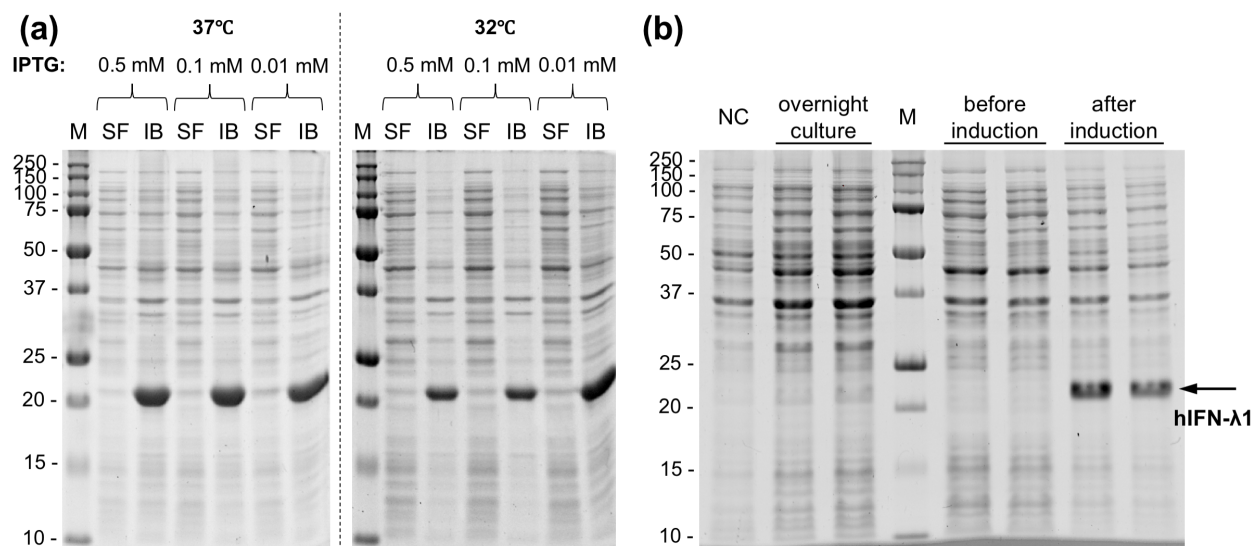 (a)
37℃
32℃
IPTG: 0.5 mM 0.1 mM 0.01 mM 0.5 mM 0.1 mM 0.01 mM
M SF IB SF IB SF IB M SF IB SF IB SF IB
250 -
150 -
100 -
75 -
50 -
37 -
25 -
20 -
15 -
10 -
(b)
NC
overnight
culture
M
before
induction
after
induction
250 -
150 -
100 -
75 -
50 -
37 -
25 -
20 -
15 -
10 -
hIFN-λ1